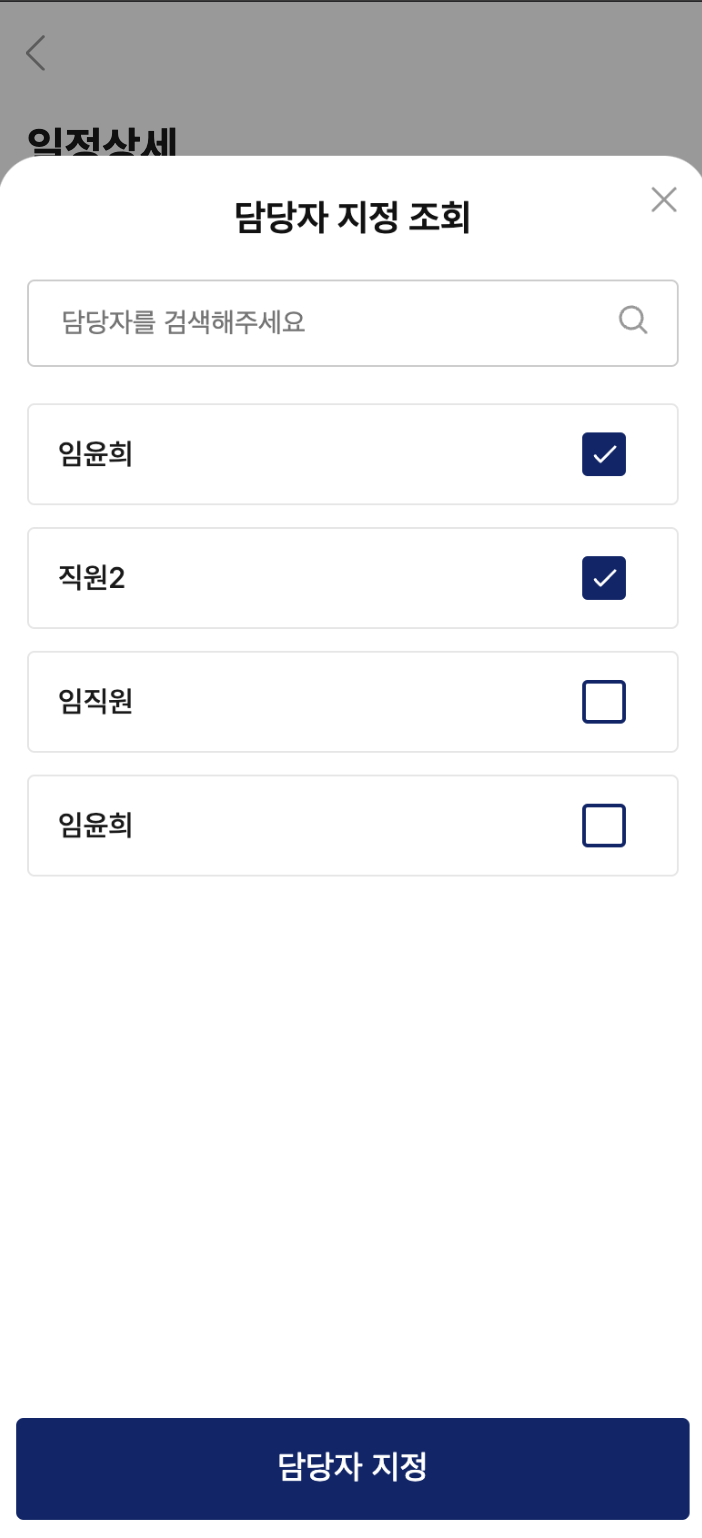 일정상세
담당자 지정 조회
담당자를 검색해주세요
임윤희
직원2
임직원
임윤희
담당자 지정